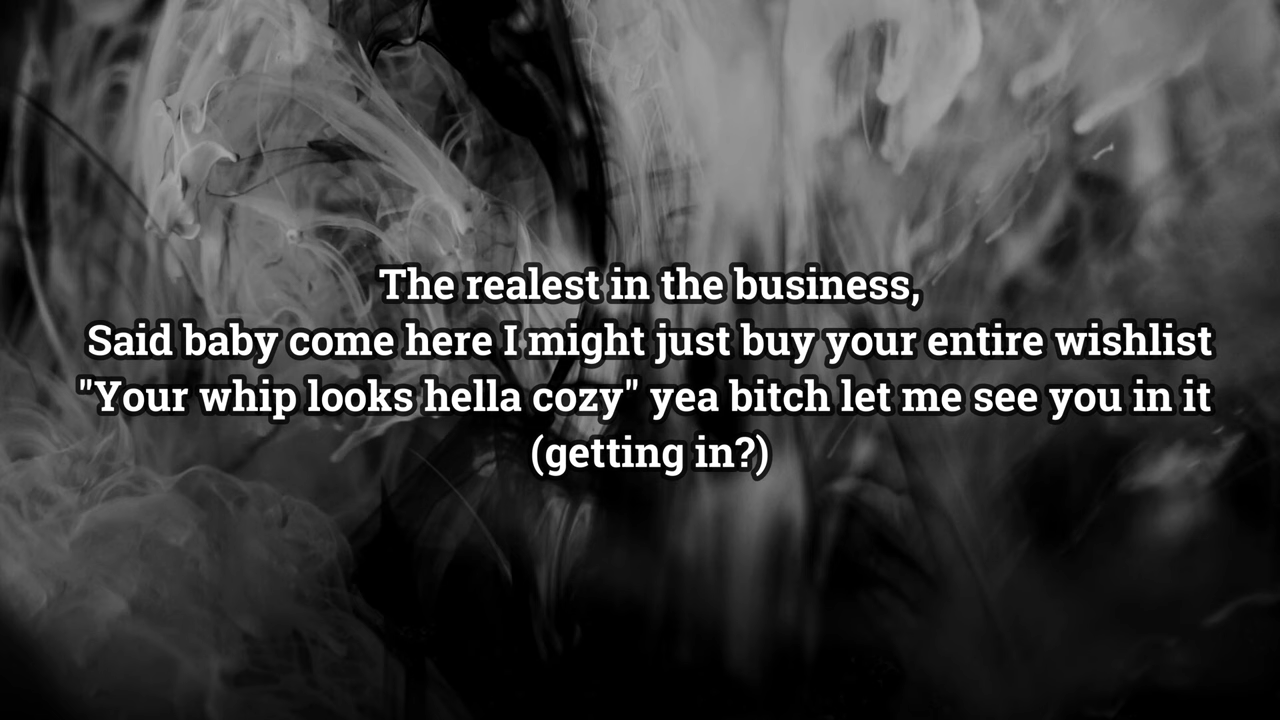 The realest in the business,
Said baby come here I might just buy your entire wishlist
"Your whip looks hella cozy" yea bitch let me see you in it
(getting in?)